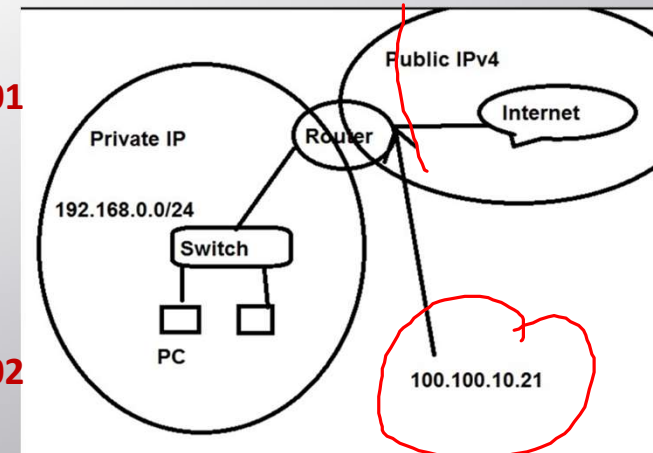 Public IPv4
01
Internet
Private IP
Router
192.168.0.0/24
Switch
PC
02
100.100.10.21